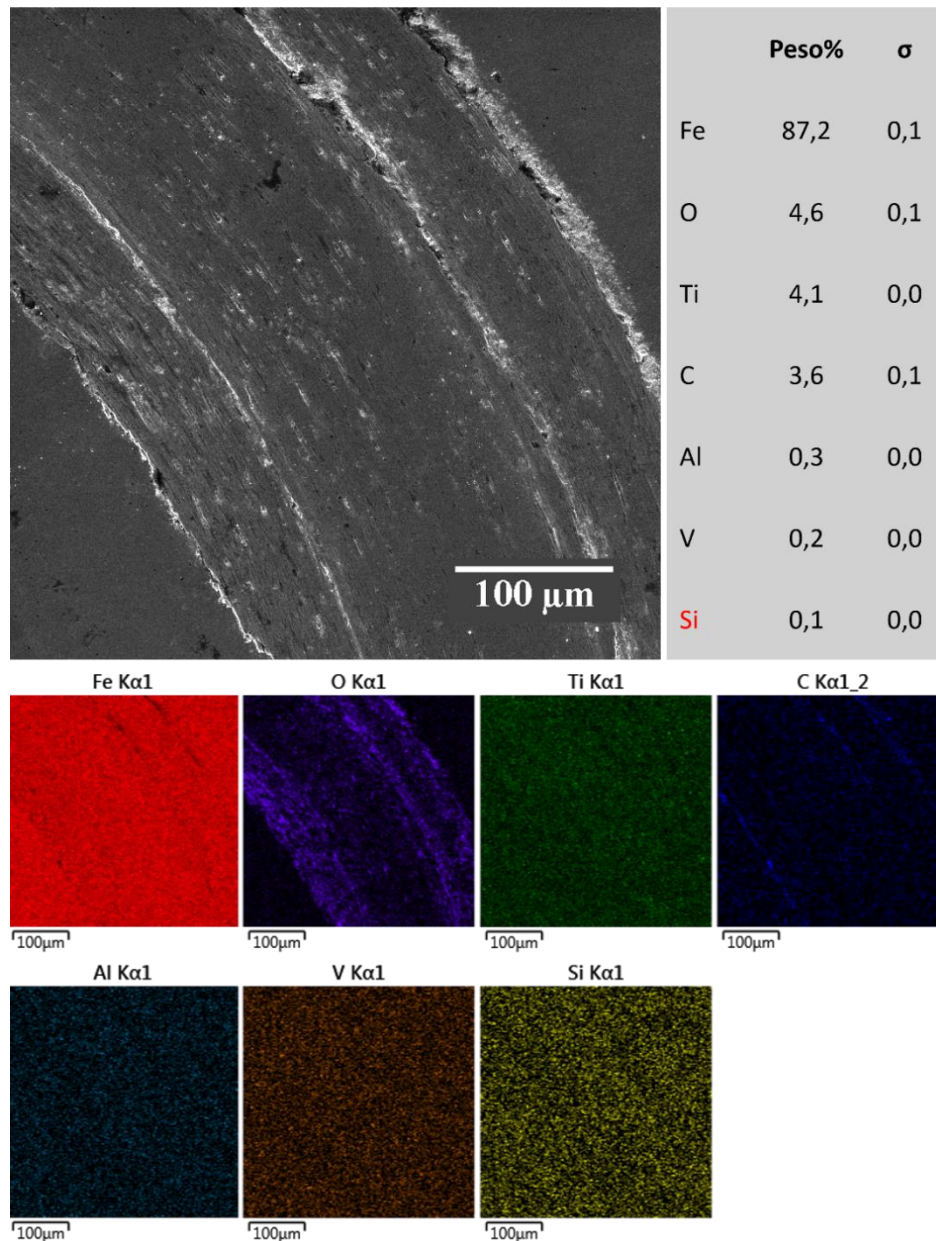 Peso% σ
Fe 87,2 0,1
O 4,6 0,1
Ti 4,1 0,0
C 3,6 0,1
Al 0,3 0,0
V 0,2 0,0
Si 0,1 0,0
100 µm
Fe Kα1 O Kα1 Ti Kα1 C Kα1_2
100µm 100µm 100µm 100µm
Al Kα1 V Kα1 Si Kα1
100µm 100µm 100µm